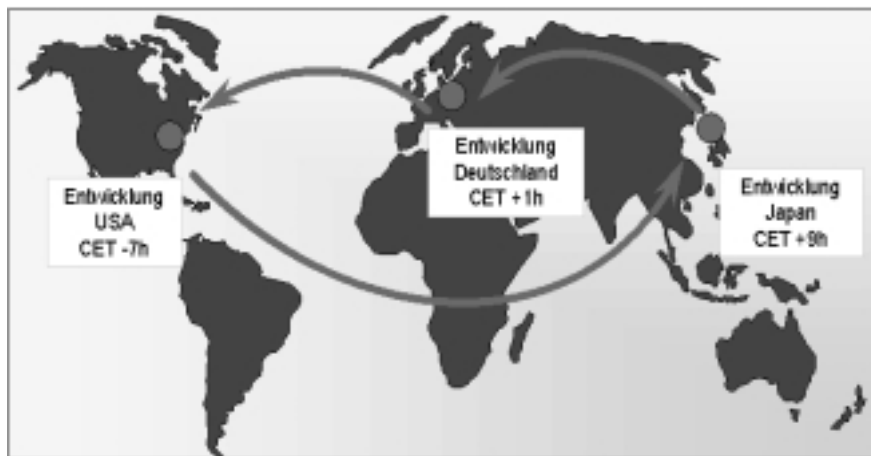 Entwicklung
USA
CET -7h
Entwicklung
Deutschland
CET +1h
Entwicklung
Japan
CET +9h